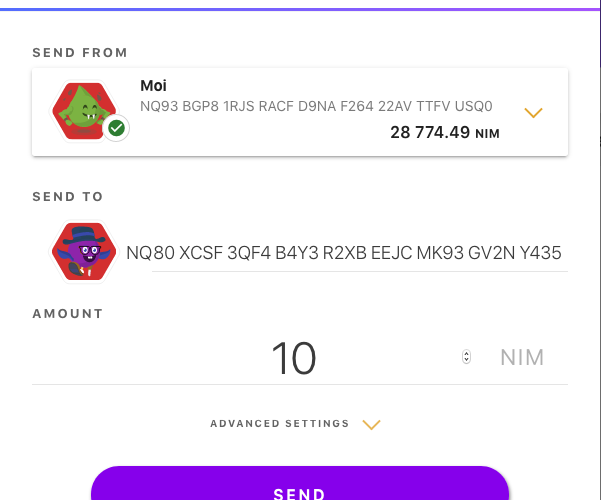 SEND FROM
Moi
NQ93 BGP8 1RJS RACF D9NA F264 22AV TTFV USQ0
28 774.49 NIM
SEND TO
NQ80 XCSF 3QF4 B4Y3 R2XB EEJC MK93 GV2N Y435
AMOUNT
10 NIM
ADVANCED SETTINGS
SEND